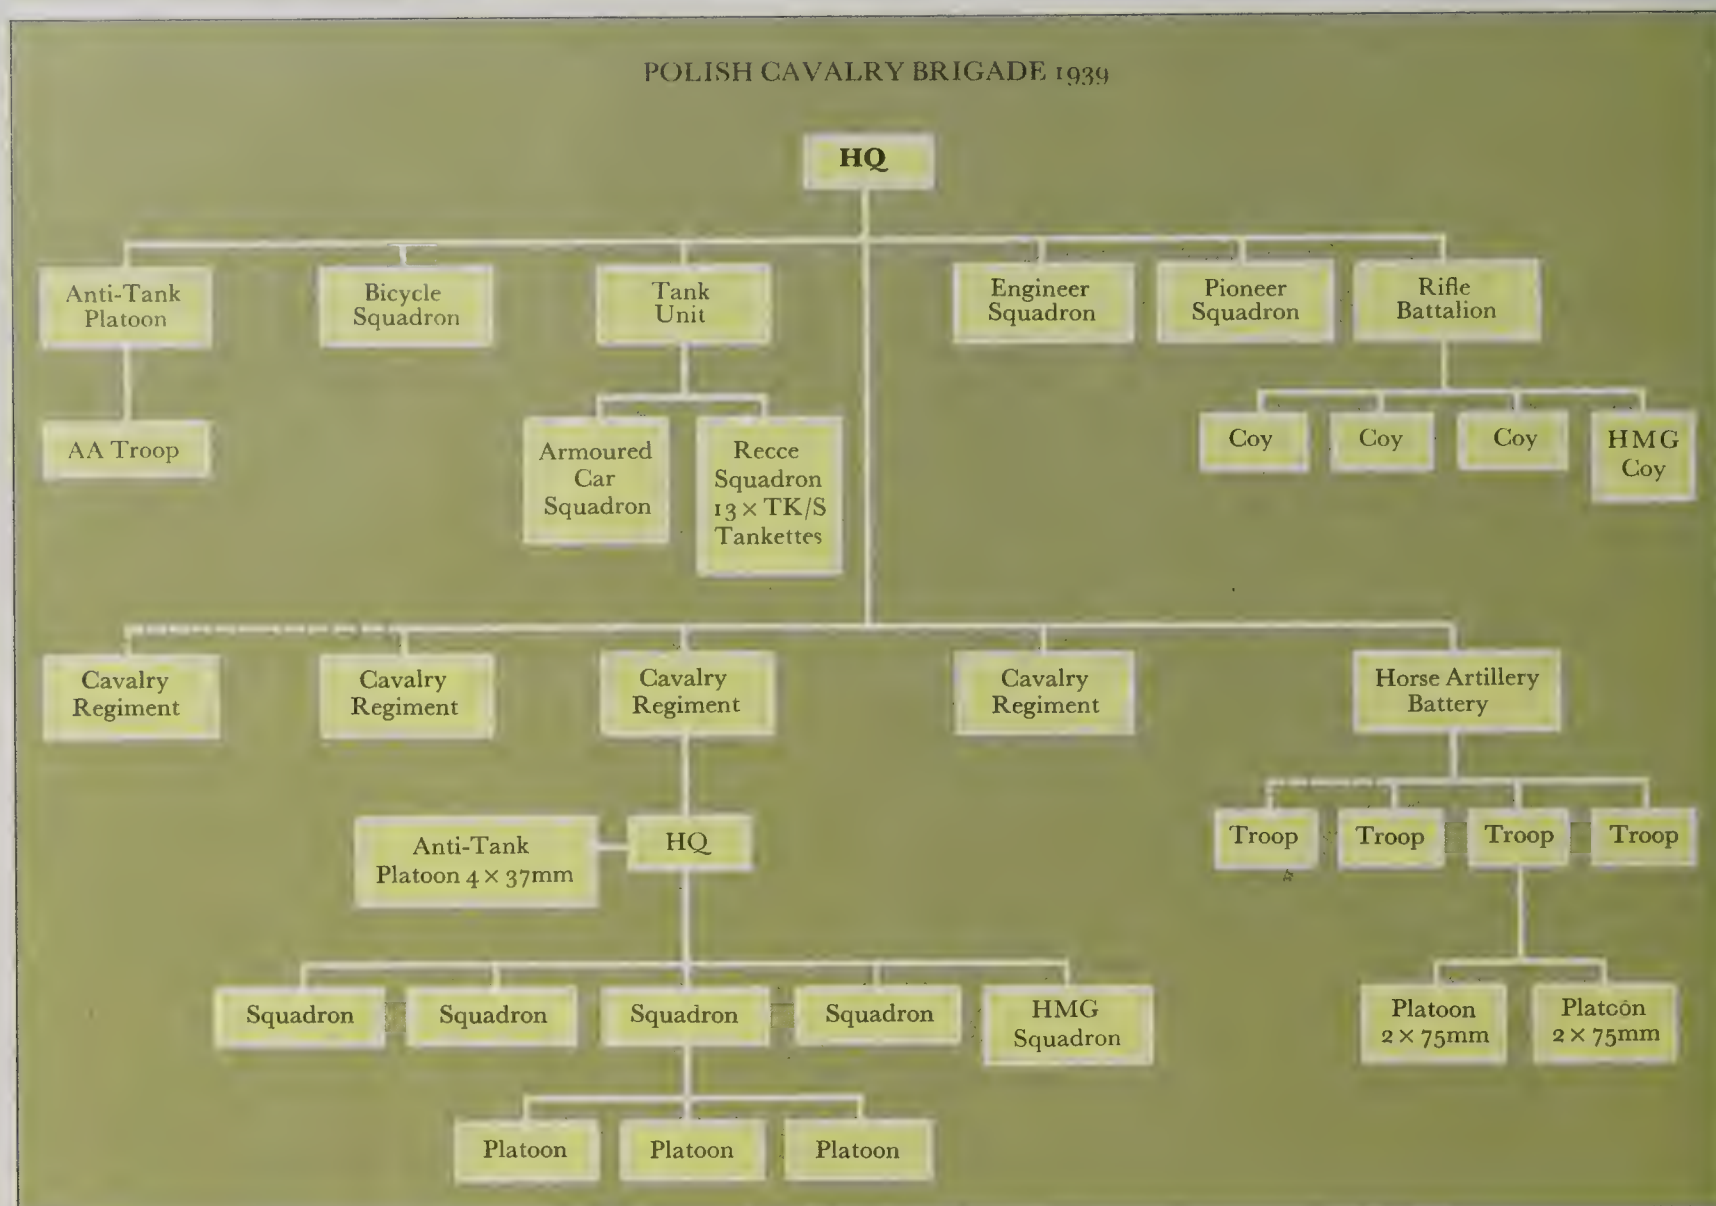 POLISH CAVALRY BRIGADE 1939
HQ
Anti-Tank
Platoon
Bicycle
Squadron
Tank
Unit
Engineer
Squadron
Pioneer
Squadron
Rifle
Battalion
AA Troop
Armoured
Car
Squadron
Recce
Squadron
13 × TK/S
Tankettes
Coy
Coy
Coy
HMG
Coy
Cavalry
Regiment
Cavalry
Regiment
Cavalry
Regiment
Cavalry
Regiment
Horse Artillery
Battery
Anti-Tank
Platoon 4 × 37mm
HQ
Troop
Troop
Troop
Troop
Squadron
Squadron
Squadron
Squadron
HMG
Squadron
Platoon
2 × 75mm
Platoon
2 × 75mm
Platoon
Platoon
Platoon